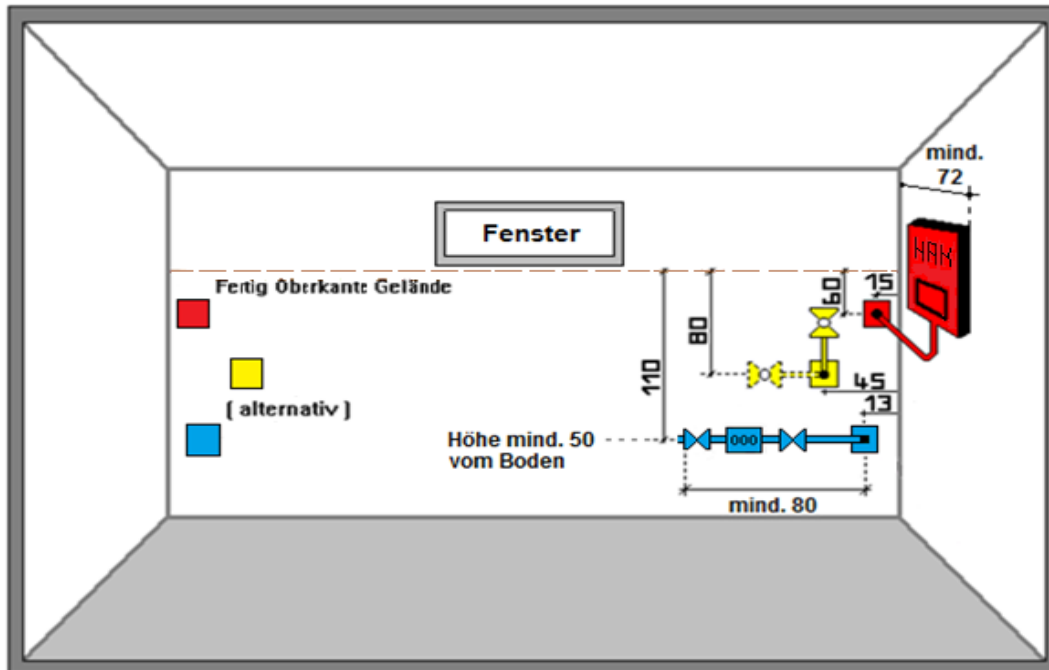 mind.
72
Fenster
HAK
Fertig Oberkante Gelände
15
60
80
110
45
( alternativ )
13
Höhe mind. 50
vom Boden
000
mind. 80